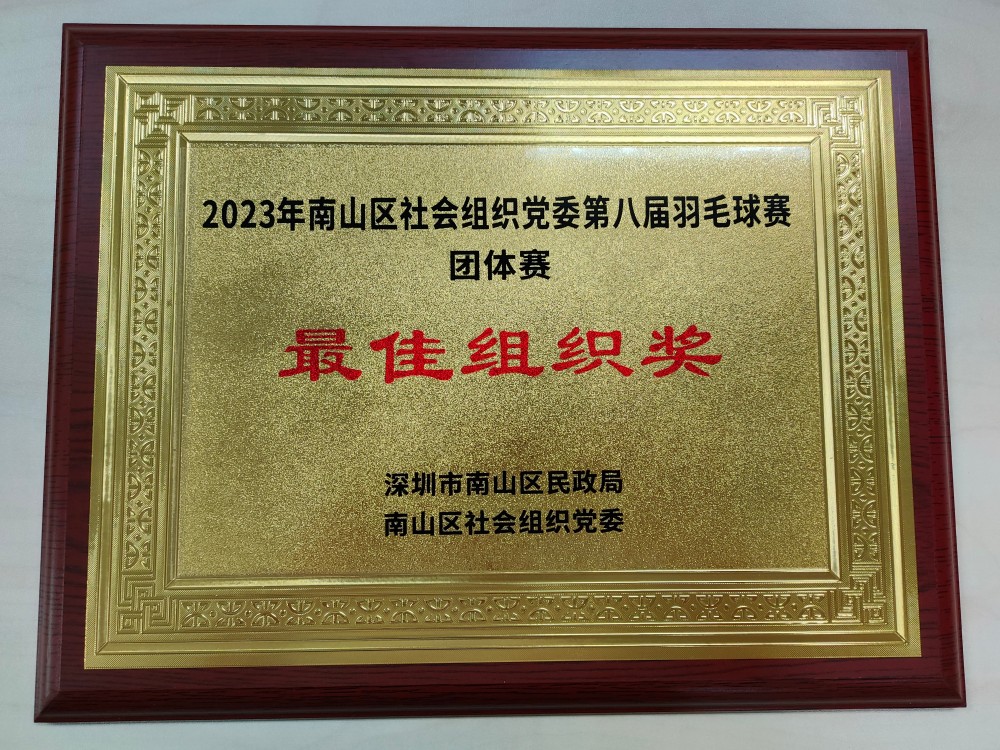 2023年南山区社会组织党委第八届羽毛球赛
团体赛
最佳组织奖
深圳市南山区民政局
南山区社会组织党委